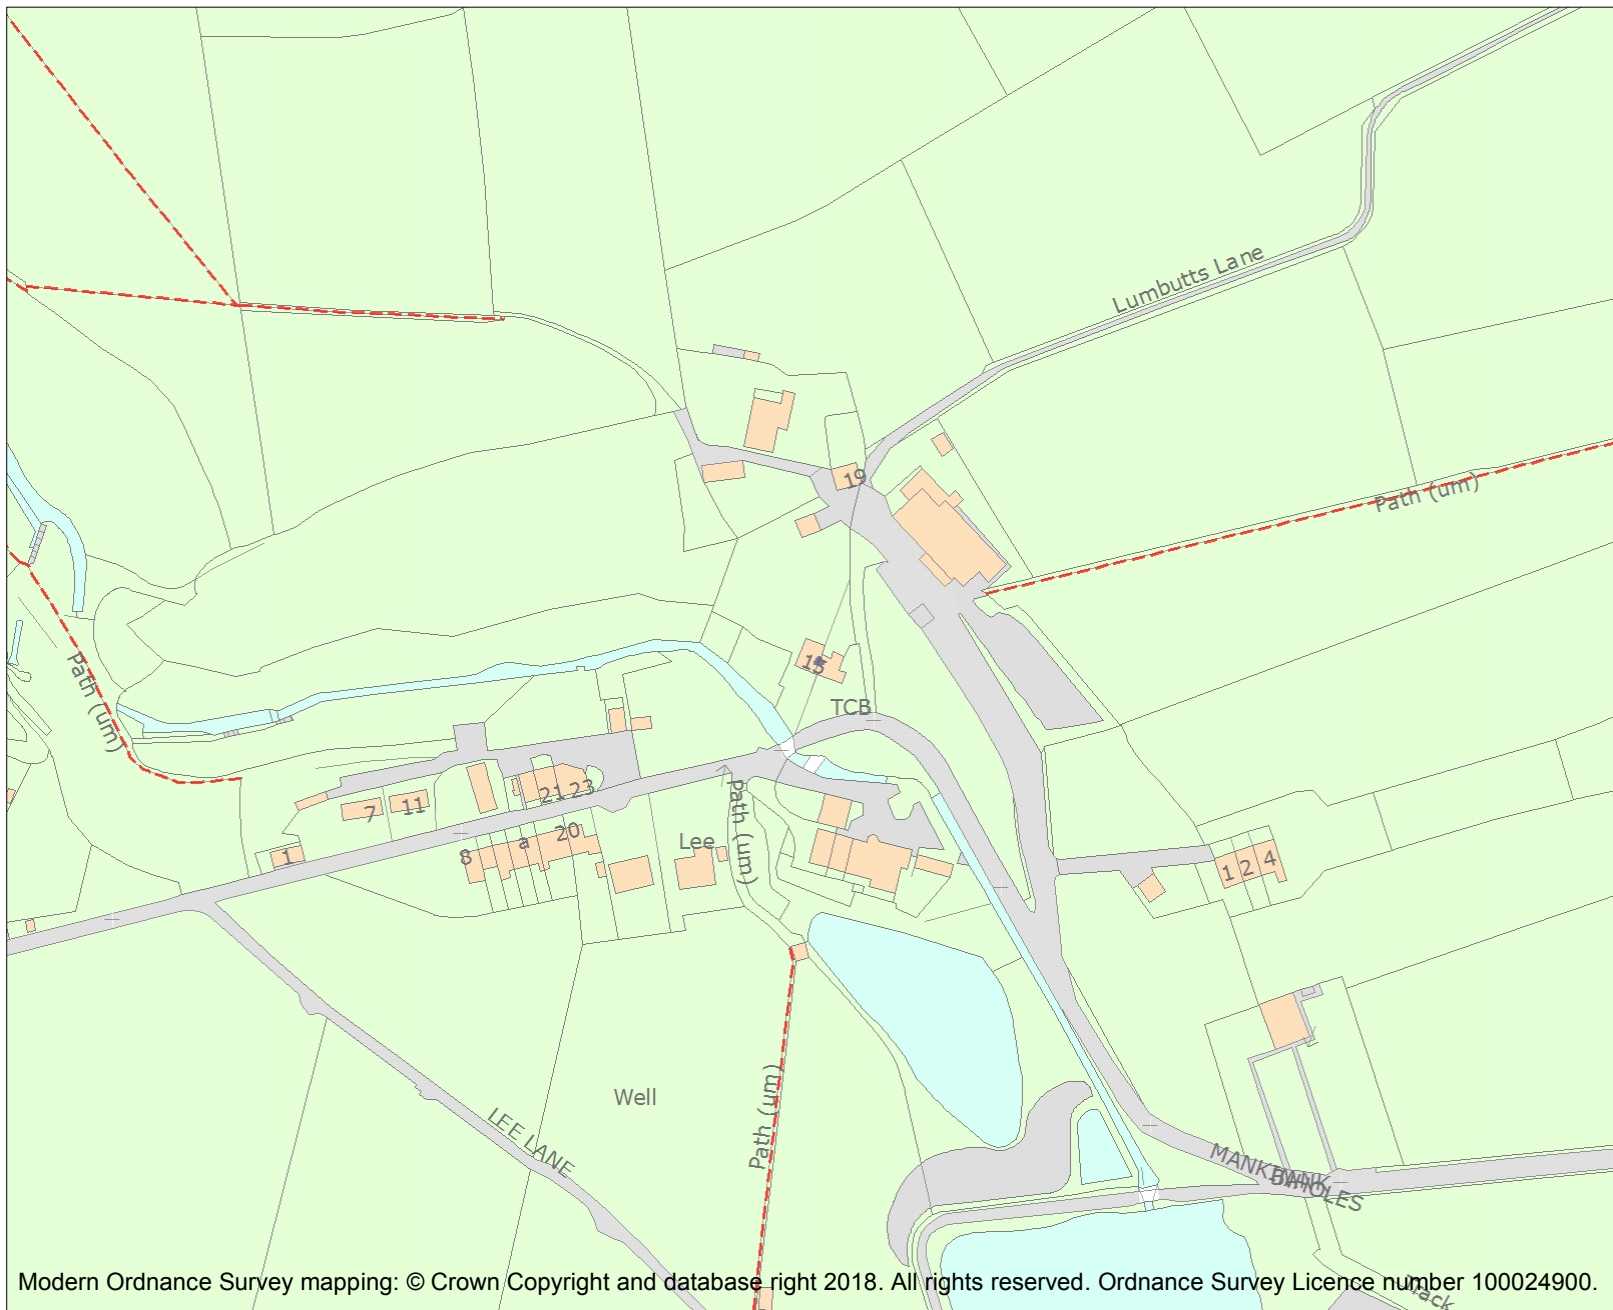 Lumbutts Lane
19
Path (um)
15
Path (um)
TCB
21 23
7
11
20
a
Lee
Path (um)
8
1
1 2 4
Well
Path (um)
LEE LANE
Modern Ordnance Survey mapping: © Crown Copyright and database right 2018. All rights reserved. Ordnance Survey Licence number 100024900.
Track